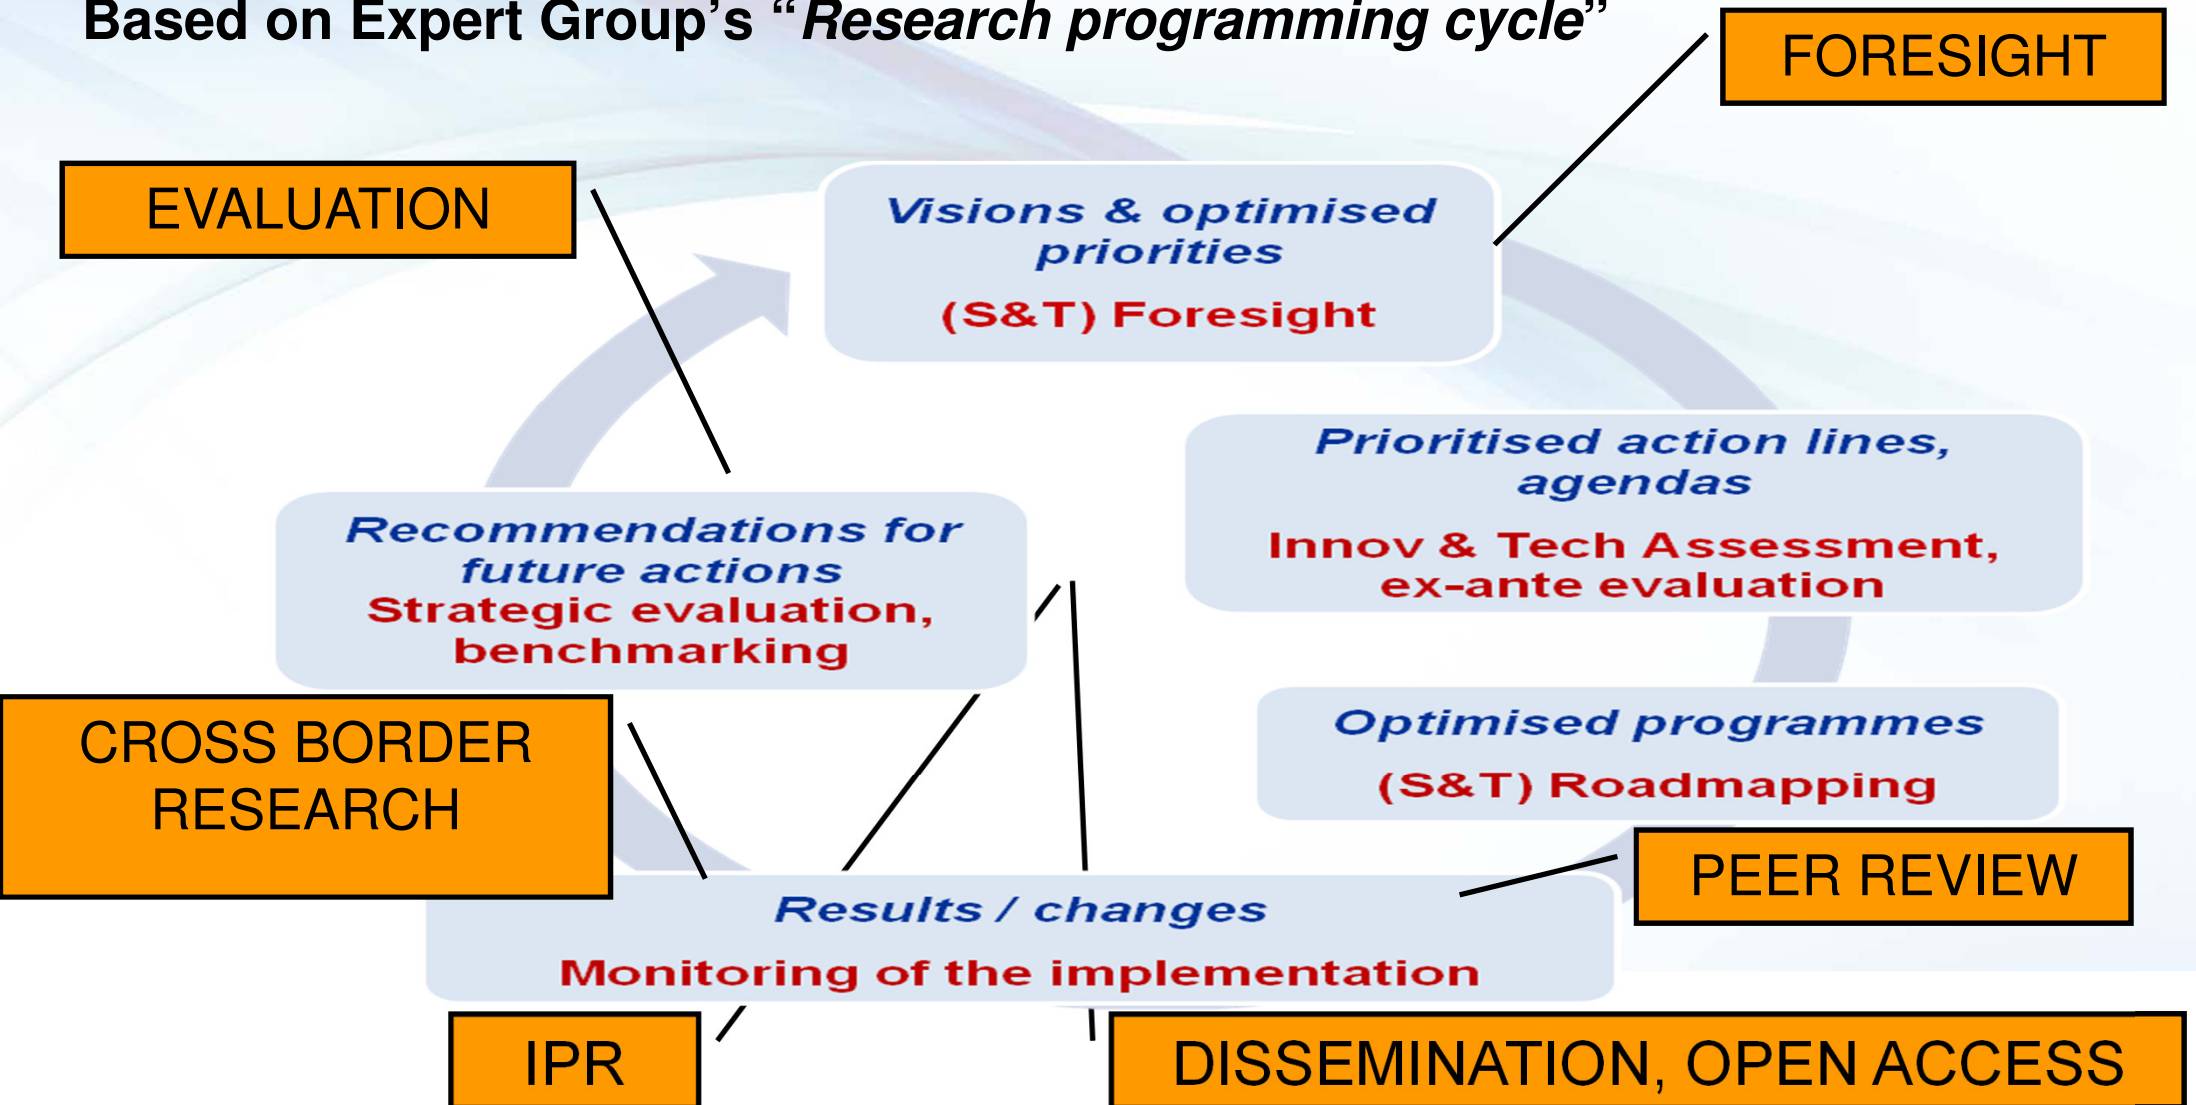 Based on Expert Group’s “Research programming cycle”
FORESIGHT
EVALUATION
Visions & optimised
priorities
(S&T) Foresight
Prioritised action lines,
agendas
Innov & Tech Assessment,
ex-ante evaluation
Recommendations for
future actions
Strategic evaluation,
benchmarking
CROSS BORDER
RESEARCH
Optimised programmes
(S&T) Roadmapping
PEER REVIEW
Results / changes
Monitoring of the implementation
IPR
DISSEMINATION, OPEN ACCESS